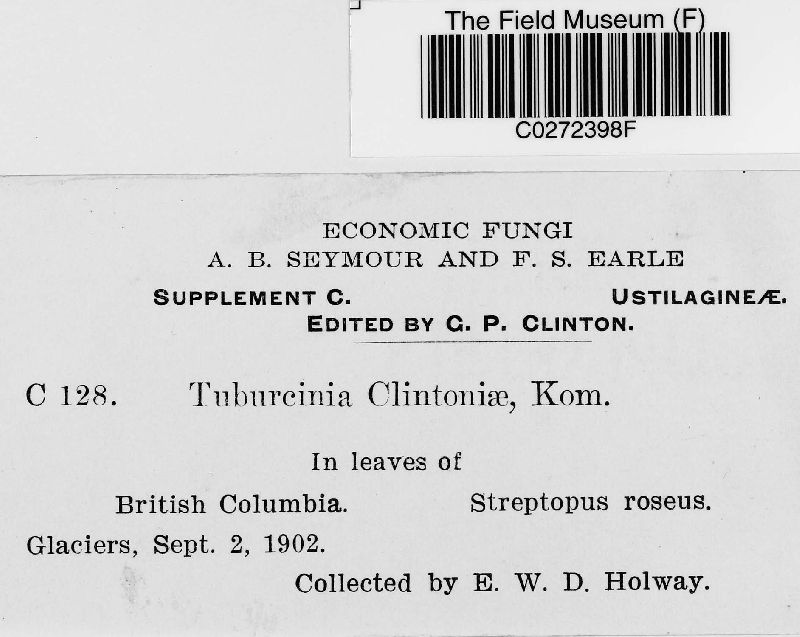 The Field Museum (F)
C0272398F
ECONOMIC FUNGI
A. B. SEYMOUR AND F. S. EARLE
SUPPLEMENT C. USTILAGINEÆ.
EDITED BY G. P. CLINTON.
C 128. Tuburcinia Clintoniæ, Kom.
In leaves of
British Columbia. Streptopus roseus.
Glaciers, Sept. 2, 1902.
Collected by E. W. D. Holway.